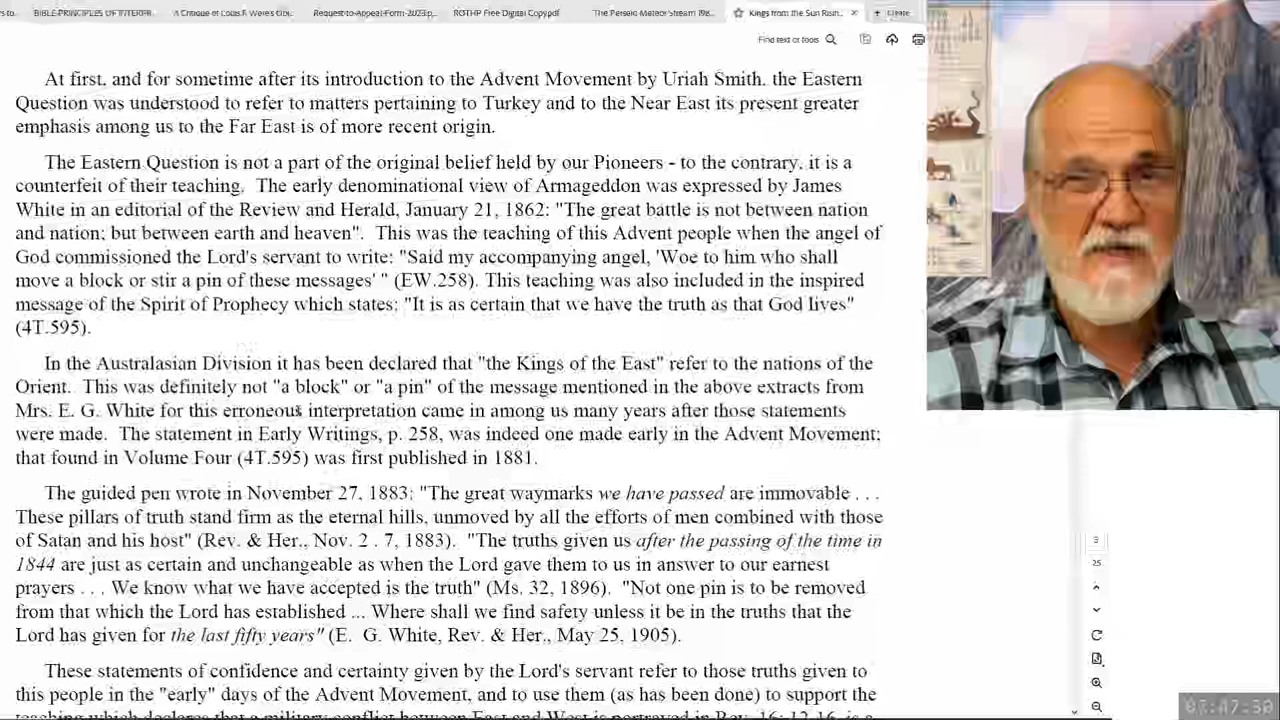 BIBLE-PRINCIPLES OF INTERPR
A Critique of Louis F Were's
Request-to-Appeal-Form-2023.p...
ROTHP Free Digital Copy.pdf
The Perseid Meteor Stream
Kings from the Sun Risin...
Find text or tools
At first. and for sometime after its introduction to the Advent Movement by Uriah Smith. the Eastern
Question was understood to refer to matters pertaining to Turkey and to the Near East its present greater
emphasis among us to the Far East is of more recent origin.
The Eastern Question is not a part of the original belief held by our Pioneers - to the contrary, it is a
counterfeit of their teaching. The early denominational view of Armageddon was expressed by James
White in an editorial of the Review and Herald, January 21, 1862: "The great battle is not between nation
and nation; but between earth and heaven". This was the teaching of this Advent people when the angel of
God commissioned the Lord's servant to write: "Said my accompanying angel, 'Woe to him who shall
move a block or stir a pin of these messages' " (EW.258). This teaching was also included in the inspired
message of the Spirit of Prophecy which states; "It is as certain that we have the truth as that God lives"
(4T.595).
In the Australasian Division it has been declared that "the Kings of the East" refer to the nations of the
Orient. This was definitely not "a block" or "a pin" of the message mentioned in the above extracts from
Mrs. E. G. White for this erroneous interpretation came in among us many years after those statements
were made. The statement in Early Writings, p. 258, was indeed one made early in the Advent Movement;
that found in Volume Four (4T.595) was first published in 1881.
The guided pen wrote in November 27, 1883; "The great waymarks we have passed are immovable . . .
These pillars of truth stand firm as the eternal hills, unmoved by all the efforts of men combined with those
of Satan and his host" (Rev. & Her., Nov. 2 . 7, 1883). "The truths given us after the passing of the time in
1844 are just as certain and unchangeable as when the Lord gave them to us in answer to our earnest
prayers . . . We know what we have accepted is the truth" (Ms. 32, 1896). "Not one pin is to be removed
from that which the Lord has established ... Where shall we find safety unless it be in the truths that the
Lord has given for the last fifty years" (E. G. White, Rev. & Her., May 25, 1905).
These statements of confidence and certainty given by the Lord's servant refer to those truths given to
this people in the "early" days of the Advent Movement, and to use them (as has been done) to support the
teaching which declares that a military conflict between East and West is portrayed in Rev. 16: 12-16, is a
3
25